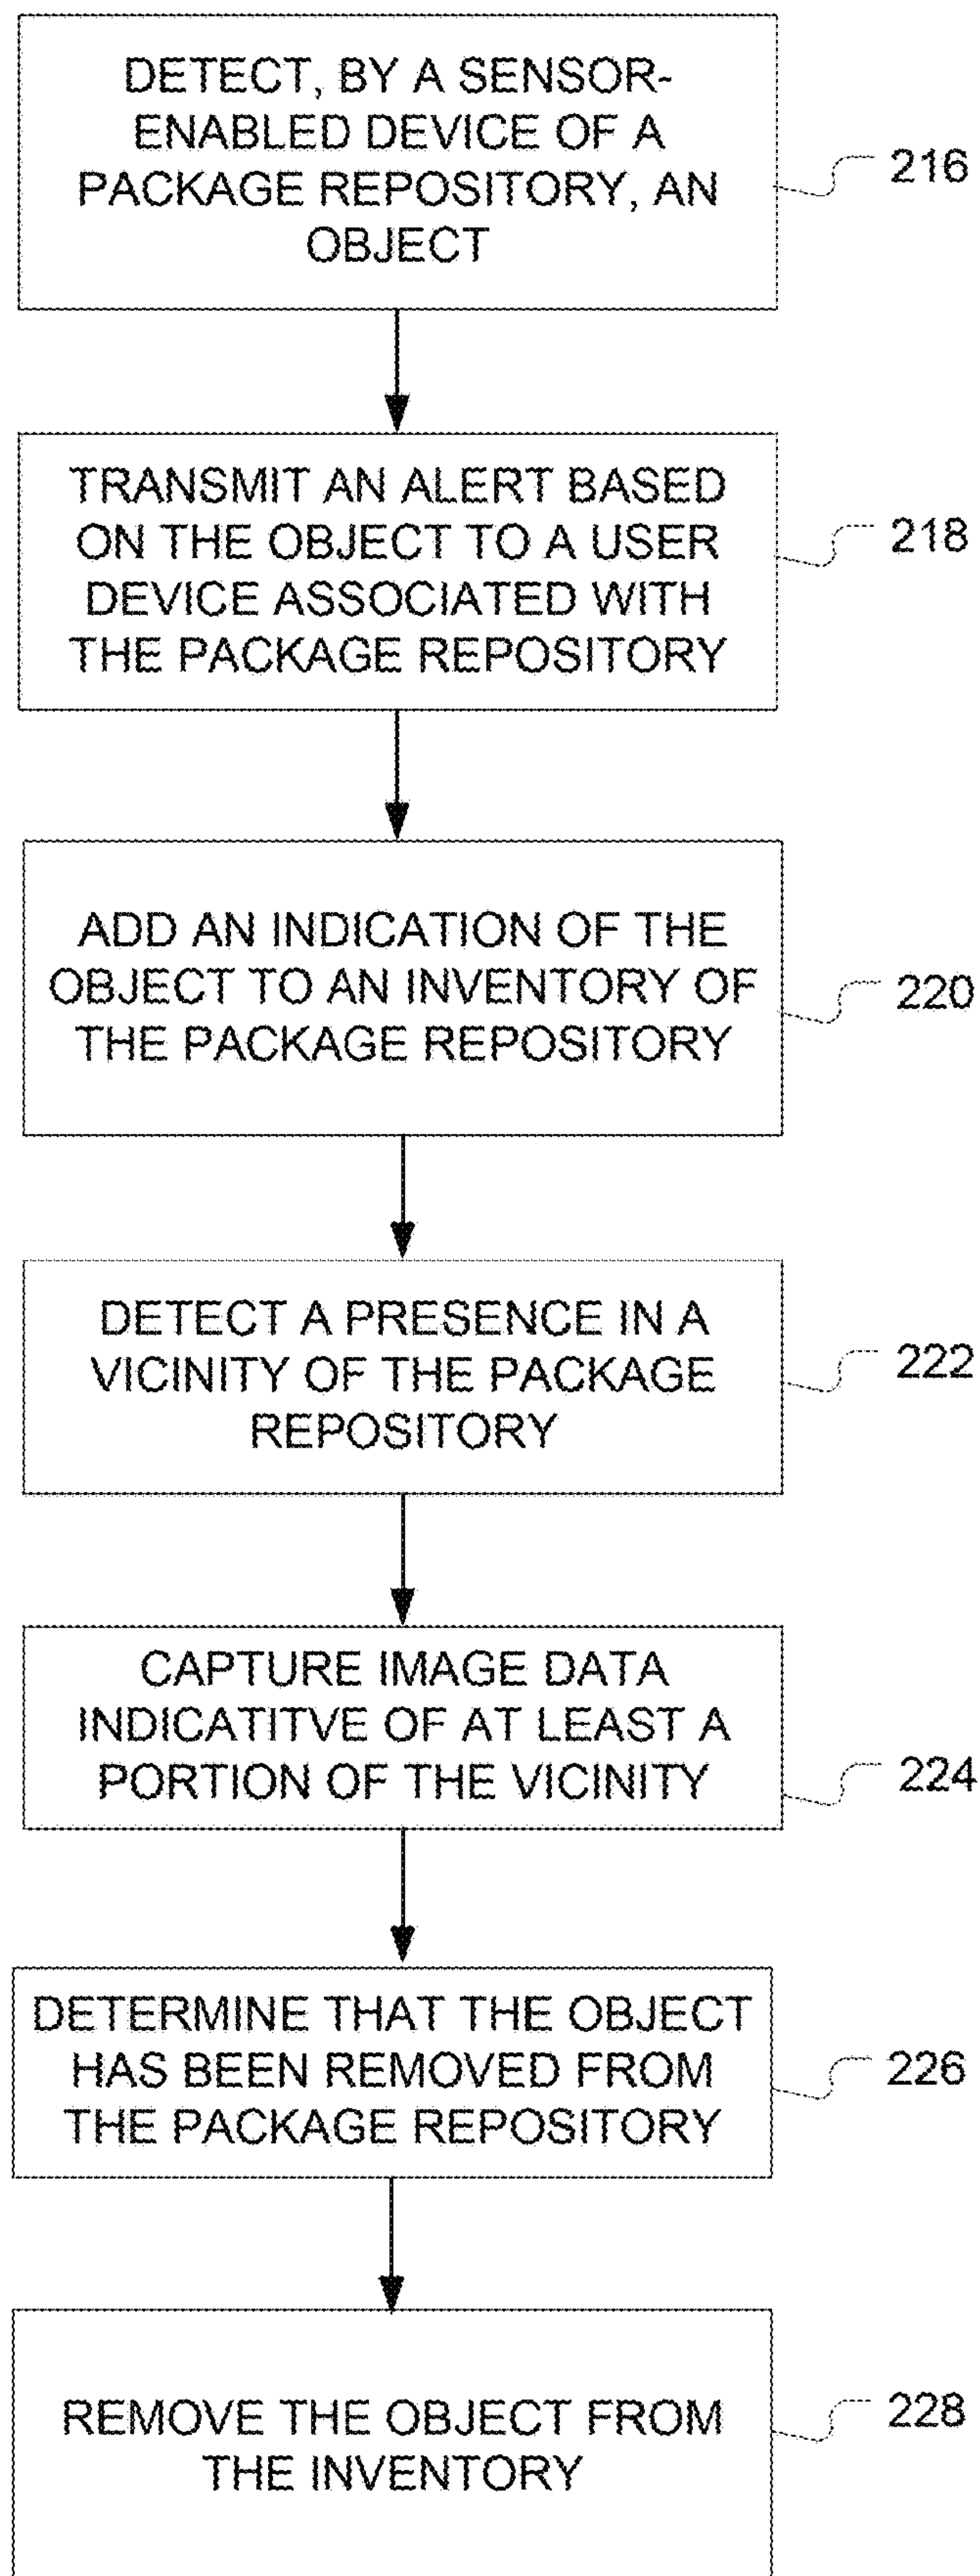 DETECT, BY A SENSOR-
ENABLED DEVICE OF A
PACKAGE REPOSITORY, AN
OBJECT
216
TRANSMIT AN ALERT BASED
ON THE OBJECT TO A USER
DEVICE ASSOCIATED WITH
THE PACKAGE REPOSITORY
218
ADD AN INDICATION OF THE
OBJECT TO AN INVENTORY OF
THE PACKAGE REPOSITORY
220
DETECT A PRESENCE IN A
VICINITY OF THE PACKAGE
REPOSITORY
222
CAPTURE IMAGE DATA
INDICATITVE OF AT LEAST A
PORTION OF THE VICINITY
224
DETERMINE THAT THE OBJECT
HAS BEEN REMOVED FROM
THE PACKAGE REPOSITORY
226
REMOVE THE OBJECT FROM
THE INVENTORY
228